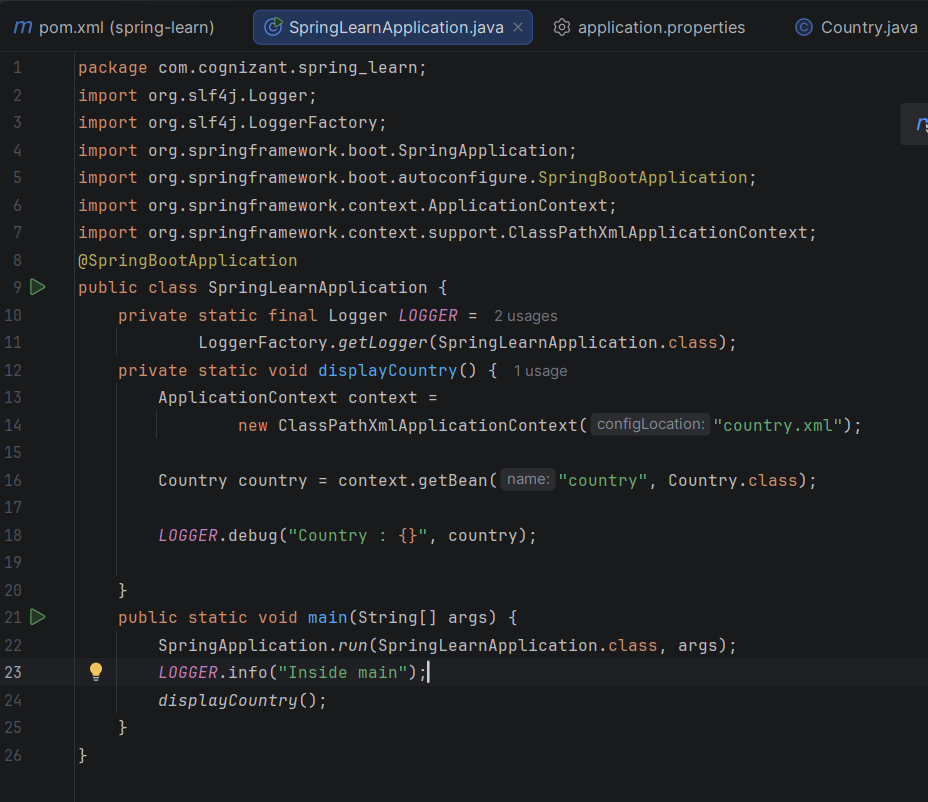 m pom.xml (spring-learn) SpringLearnApplication.java × application.properties Country.java
1 package com.cognizant.spring_learn;
2 import org.slf4j.Logger;
3 import org.slf4j.LoggerFactory;
4 import org.springframework.boot.SpringApplication;
5 import org.springframework.boot.autoconfigure.SpringBootApplication;
6 import org.springframework.context.ApplicationContext;
7 import org.springframework.context.support.ClassPathXmlApplicationContext;
8 @SpringBootApplication
9 public class SpringLearnApplication {
10 private static final Logger LOGGER = 2 usages
11 LoggerFactory.getLogger(SpringLearnApplication.class);
12 private static void displayCountry() { 1 usage
13 ApplicationContext context =
14 new ClassPathXmlApplicationContext( configLocation: "country.xml");
15
16 Country country = context.getBean( name: "country", Country.class);
17
18 LOGGER.debug("Country : {}", country);
19
20 }
21 public static void main(String[] args) {
22 SpringApplication.run(SpringLearnApplication.class, args);
23 LOGGER.info("Inside main");
24 displayCountry();
25 }
26 }